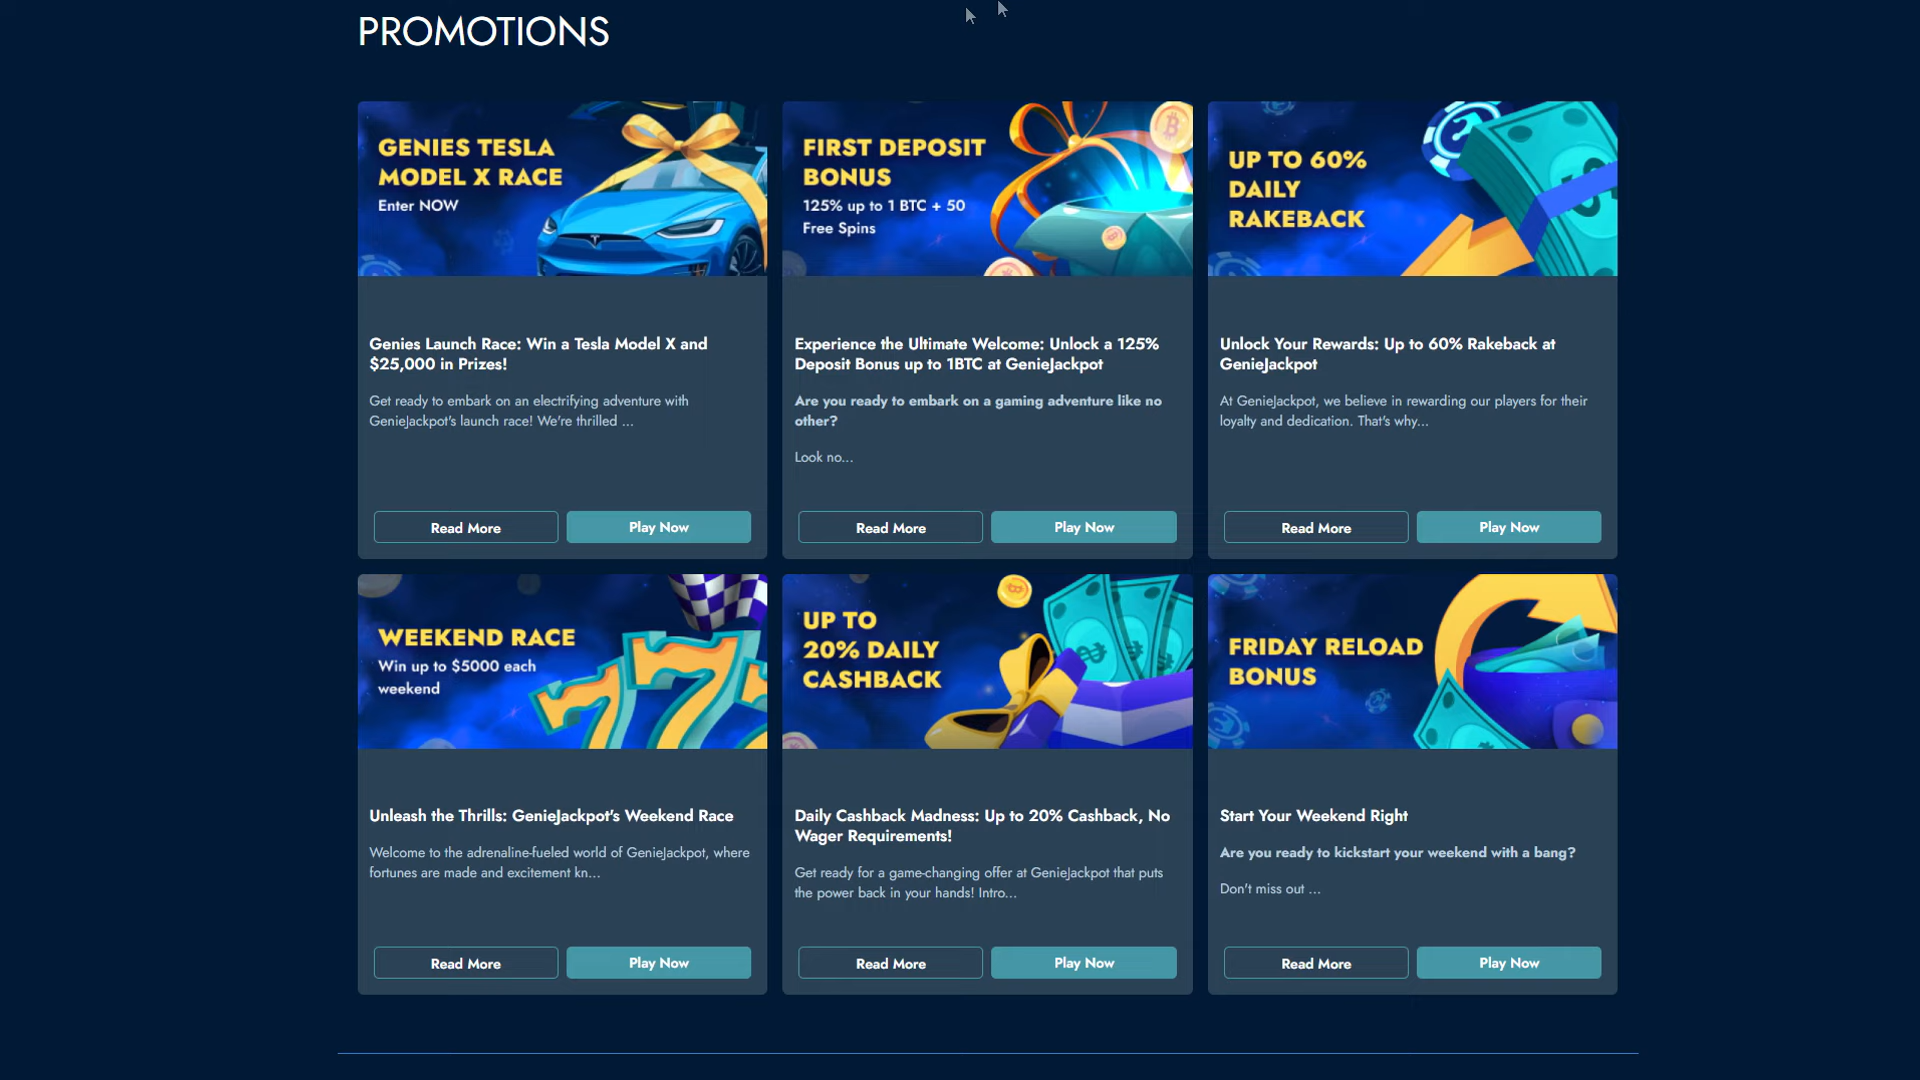 PROMOTIONS
GENIES TESLA
MODEL X RACE
Enter NOW
Genies Launch Race: Win a Tesla Model X and
$25,000 in Prizes!
Get ready to embark on an electrifying adventure with
GenieJackpot's launch race! We're thrilled ...
Read More
Play Now
FIRST DEPOSIT
BONUS
125% up to 1 BTC + 50
Free Spins
Experience the Ultimate Welcome: Unlock a 125%
Deposit Bonus up to 1BTC at GenieJackpot
Are you ready to embark on a gaming adventure like no
other?
Look no...
Read More
Play Now
UP TO 60%
DAILY
RAKEBACK
Unlock Your Rewards: Up to 60% Rakeback at
GenieJackpot
At GenieJackpot, we believe in rewarding our players for their
loyalty and dedication. That's why...
Read More
Play Now
WEEKEND RACE
Win up to $5000 each
weekend
777
Unleash the Thrills: GenieJackpot's Weekend Race
Welcome to the adrenaline-fueled world of GenieJackpot, where
fortunes are made and excitement kn...
Read More
Play Now
UP TO
20% DAILY
CASHBACK
Daily Cashback Madness: Up to 20% Cashback, No
Wager Requirements!
Get ready for a game-changing offer at GenieJackpot that puts
the power back in your hands! Intro...
Read More
Play Now
FRIDAY RELOAD
BONUS
Start Your Weekend Right
Are you ready to kickstart your weekend with a bang?
Don't miss out ...
Read More
Play Now